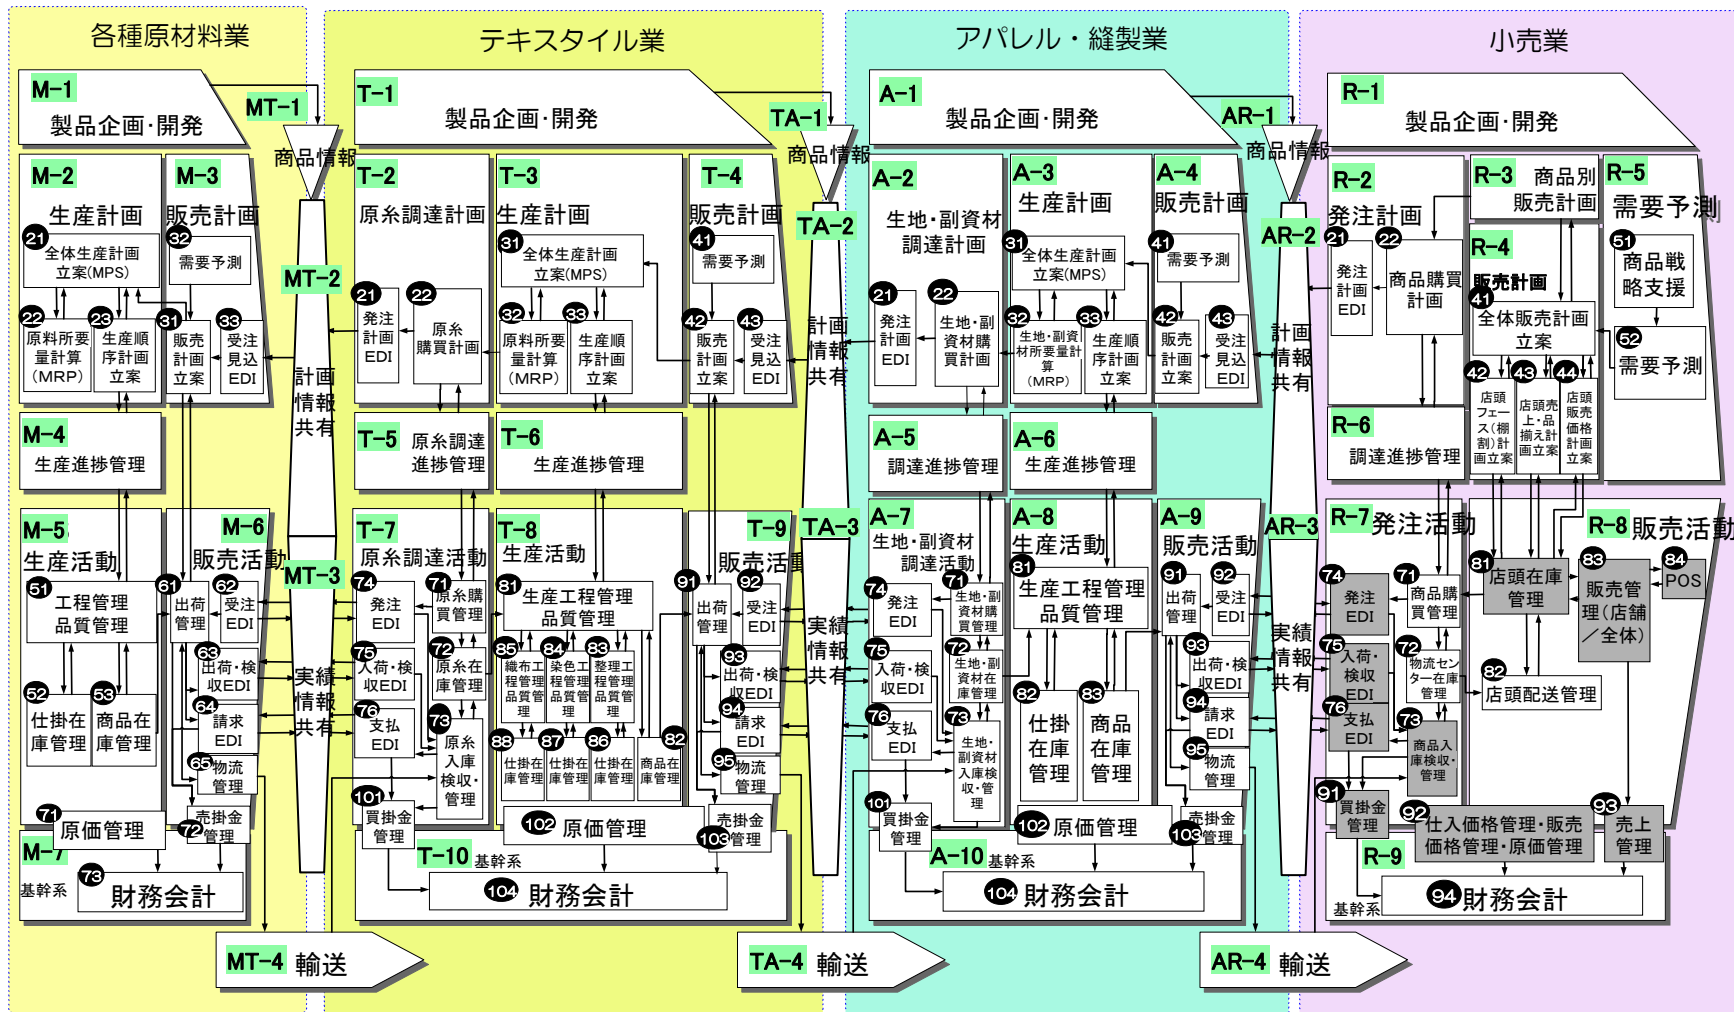 各種原材料業
テキスタイル業
アパレル・縫製業
小売業
M-1
製品企画･開発
MT-1
商品情報
T-1
製品企画･開発
TA-1
商品情報
A-1
製品企画･開発
AR-1
商品情報
R-1
製品企画･開発
M-2
生産計画
21
全体生産計画
立案(MPS)
22
原料所要
量計算
(MRP)
23
生産順
序計画
立案
M-3
販売計画
32
需要予測
31
販売
計画
立案
33
受注
見込
EDI
MT-2
計画
情報
共有
T-2
原糸調達計画
21
発注
計画
EDI
22
原糸
購買計画
T-3
生産計画
31
全体生産計画
立案(MPS)
32
原料所要
量計算
(MRP)
33
生産順
序計画
立案
T-4
販売計画
41
需要予測
42
販売
計画
立案
43
受注
見込
EDI
TA-2
計画
情報
共有
A-2
生地・副資材
調達計画
21
発注
計画
EDI
22
生地・副
資材購
買計画
A-3
生産計画
31
全体生産計画
立案(MPS)
32
生地・副資
材所要量計
算
(MRP)
33
生産順
序計画
立案
A-4
販売計画
41
需要予測
42
販売
計画
立案
43
受注
見込
EDI
AR-2
計画
情報
共有
R-2
発注計画
21
発注
計画
EDI
22
商品購買
計画
R-3
商品別
販売計画
R-4
販売計画
41
全体販売計画
立案
42
店頭
フェー
ス(棚
割)計
画立案
43
店頭売
上・品
揃え計
画立案
44
店頭
販売
価格
計画
立案
R-5
需要予測
51
商品戦
略支援
52
需要予測
M-4
生産進捗管理
T-5
原糸調達
進捗管理
T-6
生産進捗管理
A-5
調達進捗管理
A-6
生産進捗管理
R-6
調達進捗管理
M-5
生産活動
51
工程管理
品質管理
52
仕掛在
庫管理
53
商品在
庫管理
M-6
販売活動
61
出荷
管理
62
受注
EDI
63
出荷・検
収EDI
64
請求
EDI
65
物流
管理
71
原価管理
72
売掛金
管理
M-7
基幹系
73
財務会計
MT-3
実績
情報
共有
MT-4
輸送
T-7
原糸調達活動
74
発注
EDI
71
原糸購
買管理
75
入荷・検
収EDI
72
原糸在
庫管理
76
支払
EDI
73
原糸
入庫
検収・
管理
101
買掛金
管理
T-8
生産活動
81
生産工程管理
品質管理
85
織布工
程管理
品質管
理
84
染色工
程管理
品質管
理
83
整理工
程管理
品質管
理
88
仕掛在
庫管理
87
仕掛在
庫管理
86
仕掛在
庫管理
82
商品在
庫管理
102
原価管理
T-9
販売活動
91
出荷
管理
92
受注
EDI
93
出荷・検
収EDI
94
請求
EDI
95
物流
管理
103
売掛金
管理
T-10
基幹系
104
財務会計
TA-3
実績
情報
共有
TA-4
輸送
A-7
生地・副資材
調達活動
74
発注
EDI
71
生地・副
資材購
買管理
75
入荷・検
収EDI
72
生地・副
資材在
庫管理
76
支払
EDI
73
生地・
副資材
入庫検
収・管
理
101
買掛金
管理
A-8
生産活動
81
生産工程管理
品質管理
82
仕掛
在庫
管理
83
商品
在庫
管理
102
原価管理
A-9
販売活動
91
出荷
管理
92
受注
EDI
93
出荷・検
収EDI
94
請求
EDI
95
物流
管理
103
売掛金
管理
A-10
基幹系
104
財務会計
AR-3
実績
情報
共有
AR-4
輸送
R-7
発注活動
74
発注
EDI
71
商品購
買管理
75
入荷・
検収
EDI
72
物流セン
ター在庫
管理
76
支払
EDI
73
商品入
庫検収・
管理
91
買掛金
管理
R-8
販売活動
81
店頭在庫
管理
83
販売管
理(店舗
／全体)
84
POS
82
店頭配送管理
92
仕入価格管理・販売
価格管理・原価管理
93
売上
管理
R-9
基幹系
94
財務会計